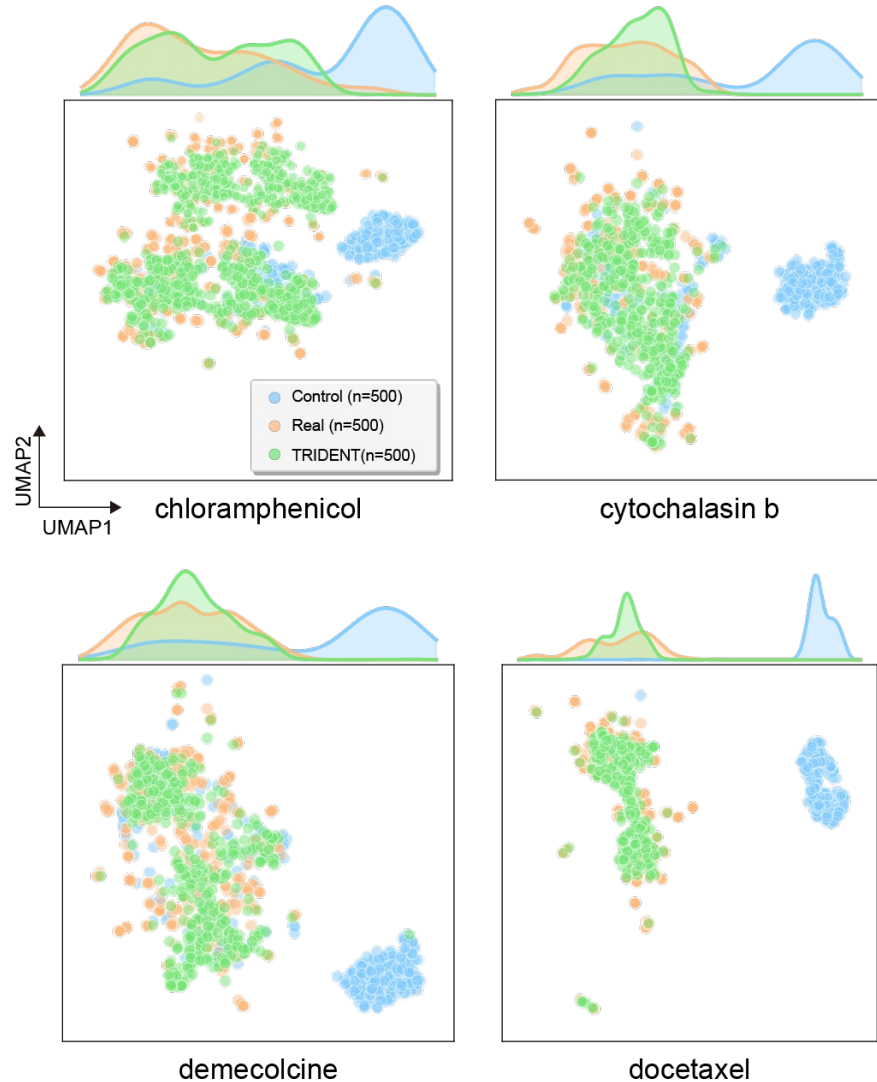 Control (n=500)
Real (n=500)
TRIDENT(n=500)
UMAP2
UMAP1
chloramphenicol
cytochalasin b
demecolcine
docetaxel